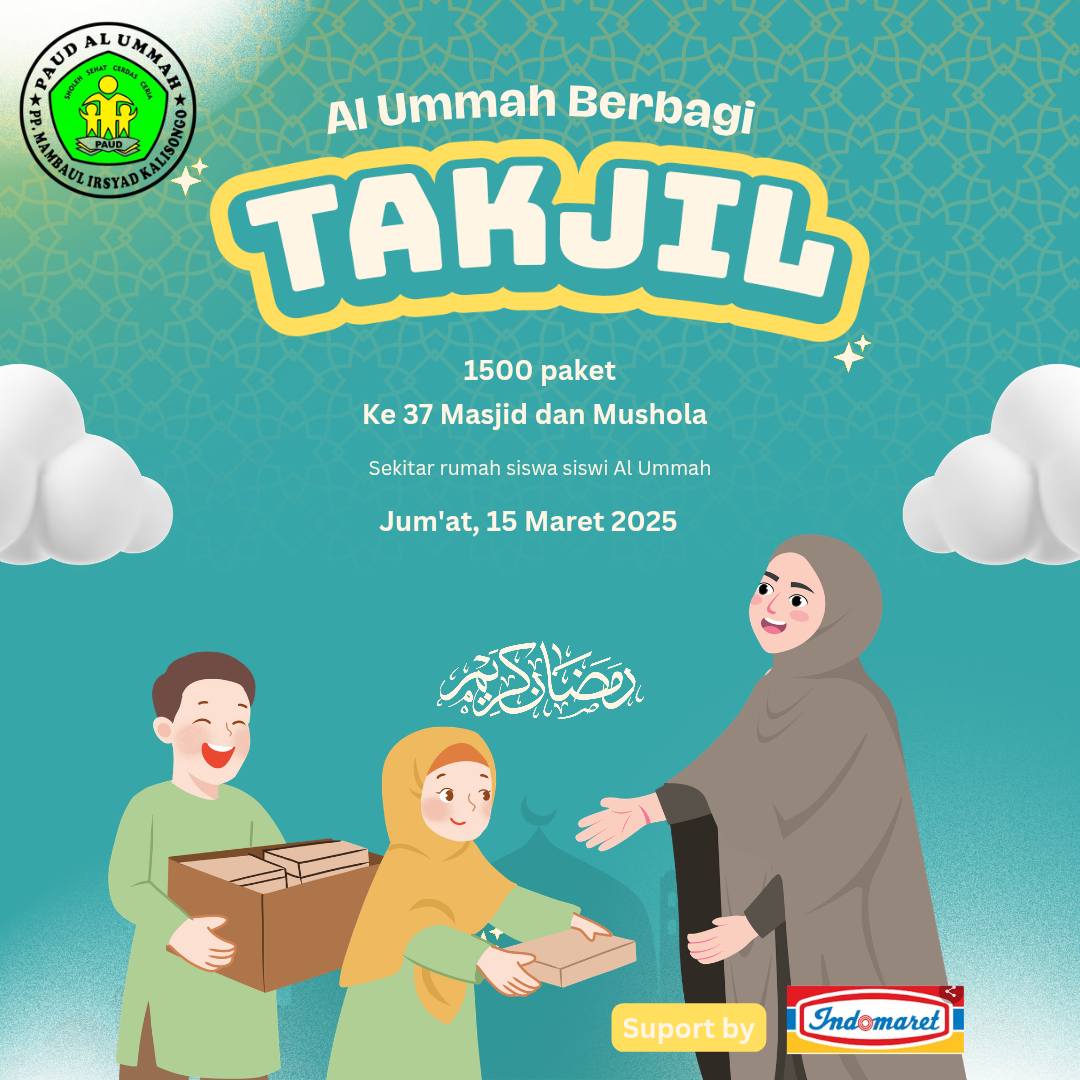 PAUD AL UMMAH
SHOLEH SEHAT CERDAS CERIA
PAUD
PP. MAMBAUL IRSYAD KALISONGO
Al Ummah Berbagi
TAKJIL
1500 paket
Ke 37 Masjid dan Mushola
Sekitar rumah siswa siswi Al Ummah
Jum'at, 15 Maret 2025
رمضان كريم
Suport by
Indomaret